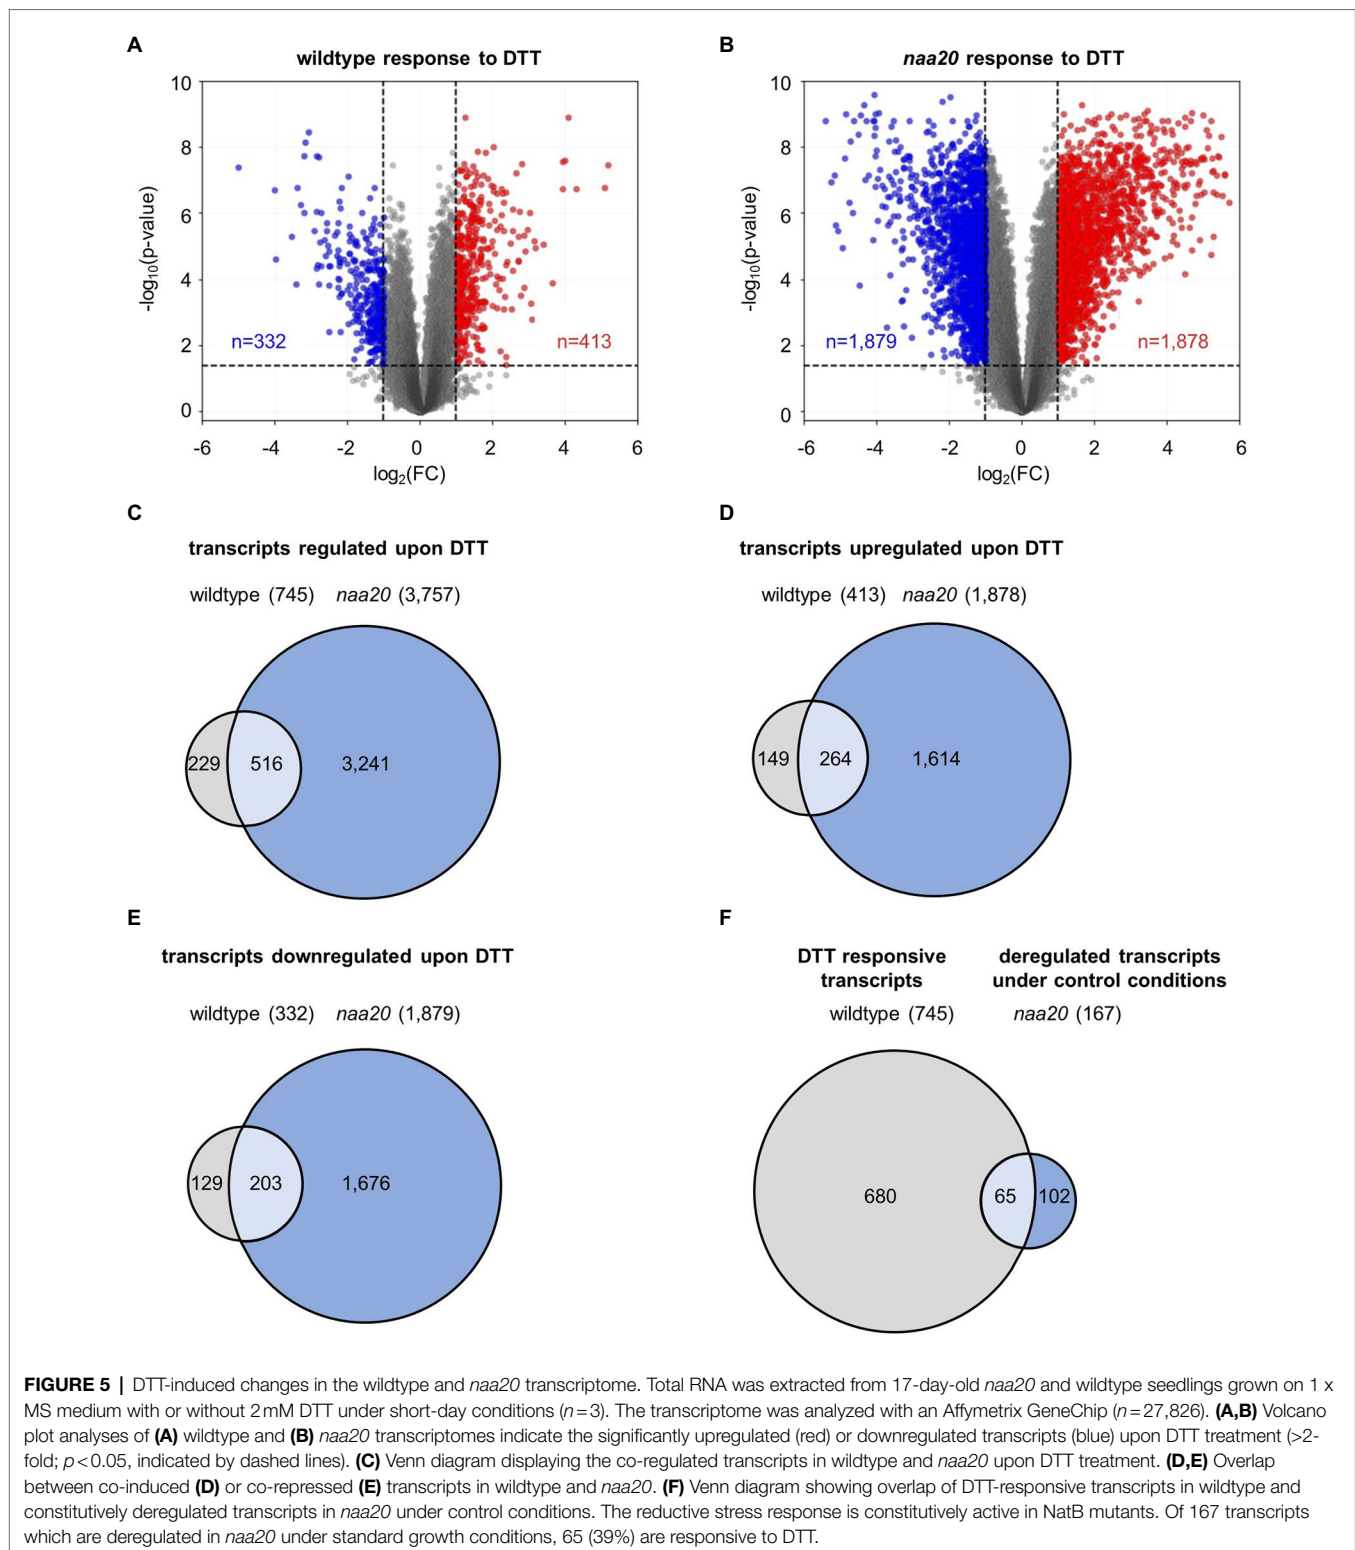 A
wildtype response to DTT
10
8
6
4
2
0
-log10(p-value)
n=332
n=413
-6 -4 -2 0 2 4 6
log2(FC)
B
naa20 response to DTT
10
8
6
4
2
0
-log10(p-value)
n=1,879
n=1,878
-6 -4 -2 0 2 4 6
log2(FC)
C
transcripts regulated upon DTT
wildtype (745) naa20 (3,757)
229 516 3,241
D
transcripts upregulated upon DTT
wildtype (413) naa20 (1,878)
149 264 1,614
E
transcripts downregulated upon DTT
wildtype (332) naa20 (1,879)
129 203 1,676
F
DTT responsive
transcripts
wildtype (745)
deregulated transcripts
under control conditions
naa20 (167)
680 65 102
FIGURE 5 | DTT-induced changes in the wildtype and naa20 transcriptome. Total RNA was extracted from 17-day-old naa20 and wildtype seedlings grown on 1 x
MS medium with or without 2 mM DTT under short-day conditions (n = 3). The transcriptome was analyzed with an Affymetrix GeneChip (n = 27,826). (A,B) Volcano
plot analyses of (A) wildtype and (B) naa20 transcriptomes indicate the significantly upregulated (red) or downregulated transcripts (blue) upon DTT treatment (>2-
fold; p < 0.05, indicated by dashed lines). (C) Venn diagram displaying the co-regulated transcripts in wildtype and naa20 upon DTT treatment. (D,E) Overlap
between co-induced (D) or co-repressed (E) transcripts in wildtype and naa20. (F) Venn diagram showing overlap of DTT-responsive transcripts in wildtype and
constitutively deregulated transcripts in naa20 under control conditions. The reductive stress response is constitutively active in NatB mutants. Of 167 transcripts
which are deregulated in naa20 under standard growth conditions, 65 (39%) are responsive to DTT.